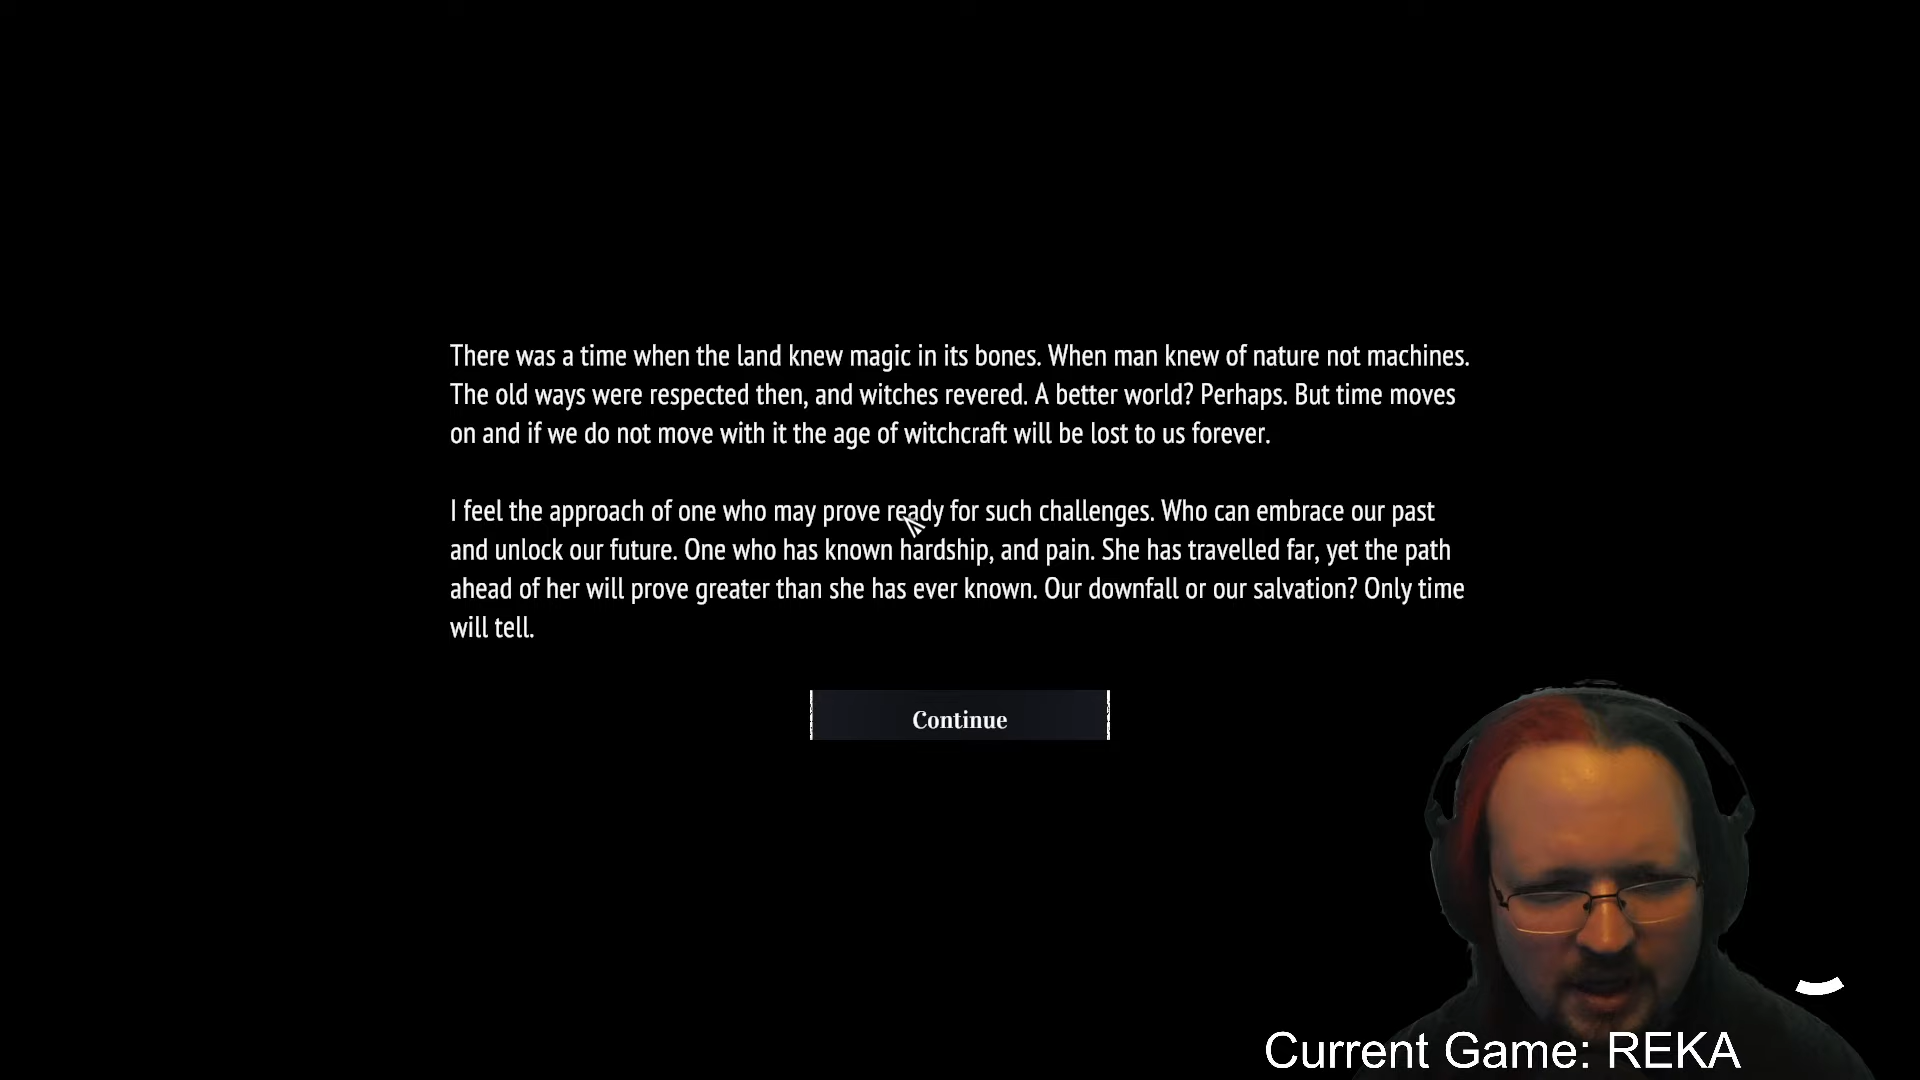 There was a time when the land knew magic in its bones. When man knew of nature not machines.
The old ways were respected then, and witches revered. A better world? Perhaps. But time moves
on and if we do not move with it the age of witchcraft will be lost to us forever.
I feel the approach of one who may prove ready for such challenges. Who can embrace our past
and unlock our future. One who has known hardship, and pain. She has travelled far, yet the path
ahead of her will prove greater than she has ever known. Our downfall or our salvation? Only time
will tell.
Continue
Current Game: REKA